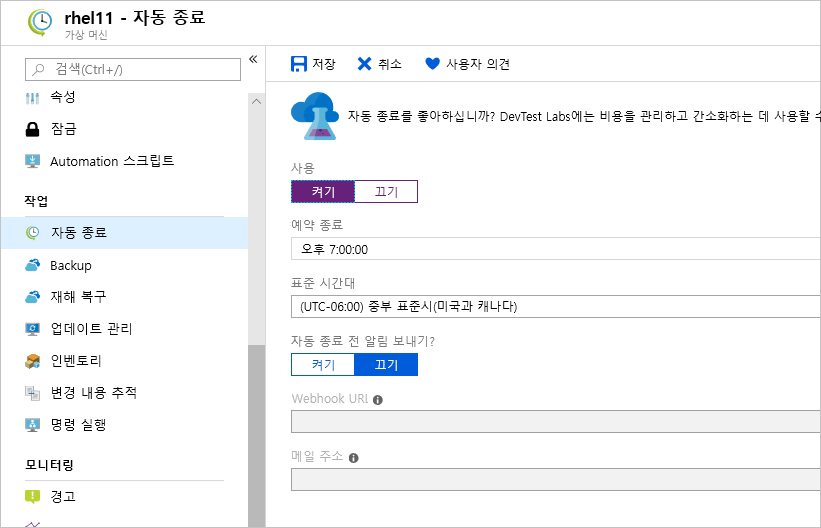 rhel11 - 자동 종료
가상 머신
검색(Ctrl+/)
«
속성
잠금
Automation 스크립트
작업
자동 종료
Backup
재해 복구
업데이트 관리
인벤토리
변경 내용 추적
명령 실행
모니터링
경고
저장 취소 사용자 의견
자동 종료를 좋아하십니까? DevTest Labs에는 비용을 관리하고 간소화하는 데 사용할 수
사용
켜기 끄기
예약 종료
오후 7:00:00
표준 시간대
(UTC-06:00) 중부 표준시(미국과 캐나다)
자동 종료 전 알림 보내기?
켜기 끄기
Webhook URL
메일 주소